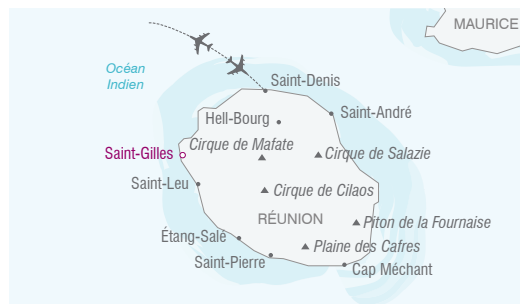 MAURICE
Océan
Indien
Saint-Denis
Saint-André
Hell-Bourg
Cirque de Mafate
Saint-Gilles
Cirque de Salazie
Saint-Leu
Cirque de Cilaos
RÉUNION
Piton de la Fournaise
Étang-Salé
Plaine des Cafres
Saint-Pierre
Cap Méchant